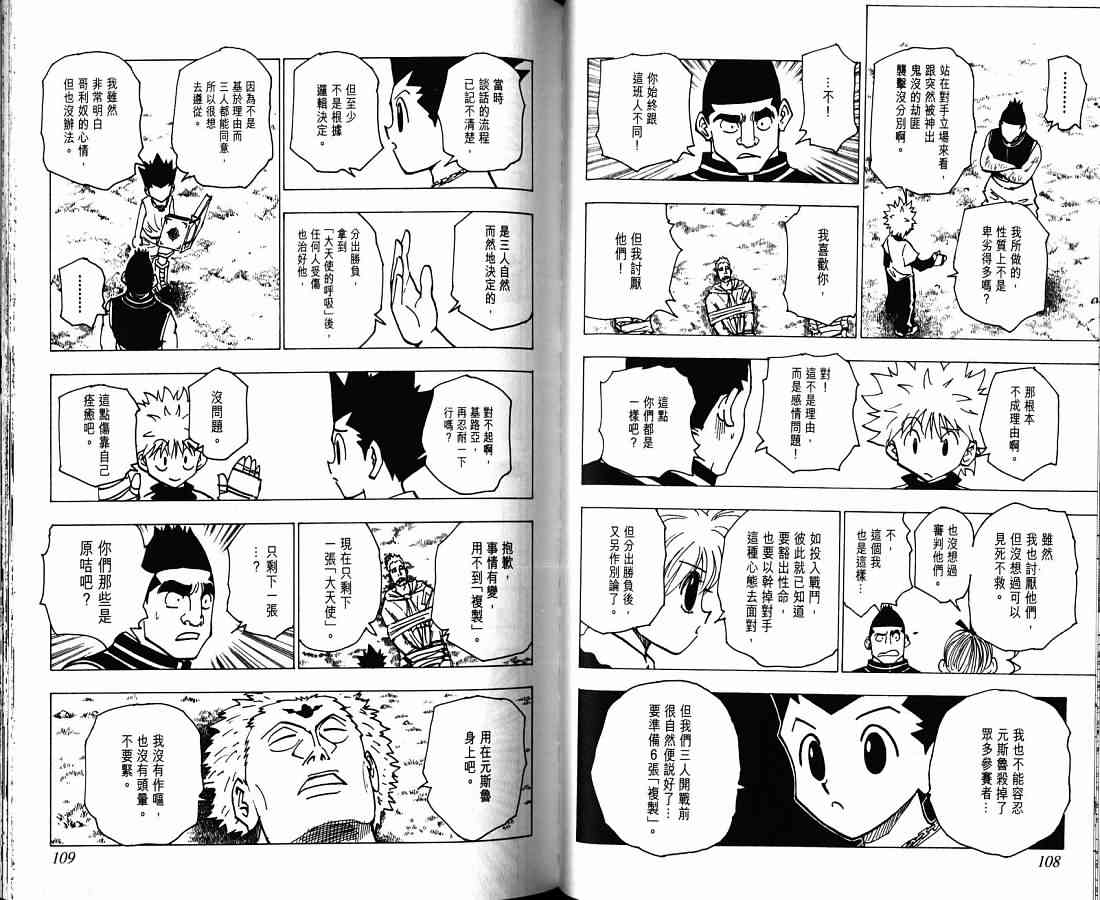 ………
站在對手立場來看，
跟突然被神出
鬼沒的劫匪
襲擊沒分別啊。
我所做的，
性質上不是
卑劣得多嗎？
…不！
你始終跟
這班人不同！
我喜歡你，
但我討厭
他們！
那根本
不成理由啊。
對！
這不是理由，
而是感情問題！
這點
你們都是
一樣吧？
雖然
我也討厭他們，
但沒想過可以
見死不救。
也沒想過
審判他們。
不，
這個我
也是這樣…
如投入戰鬥，
彼此就已知道
要豁出性命，
也要以幹掉對手
這種心態去面對，
但分出勝負後，
又另作別論了。
我也不能容忍
元斯魯殺掉了
眾多參賽者…
但我們三人開戰前
很自然便説好了…
要準備6張「複製」。
108
當時
談話的流程
已記不清楚，
但至少
不是根據
邏輯決定。
是三人自然
而然地決定的，
分出勝負，
拿到
「大天使的呼吸」後，
任何人受傷
也治好他。
因為不是
基於理由而
三人都能同意，
所以很想
去遵從。
我雖然
非常明白
哥利奴的心情，
但也沒辦法。
………
對不起啊，
基路亞，
再忍耐一下
行嗎？
沒問題。
這點傷靠自己
痊癒吧。
抱歉，
事情有變，
用不到「複製」。
現在只剩下
一張「大天使」。
只剩下一張
…？
你們那些是
原咭吧？
用在元斯魯
身上吧。
我沒有作嘔，
也沒有頭暈。
不要緊。
109